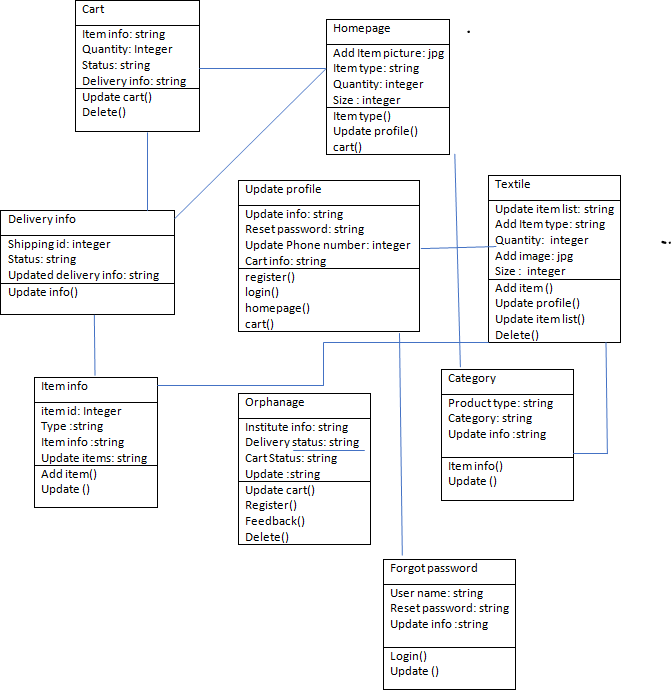 Cart
Item info: string
Quantity: Integer
Status: string
Delivery info: string
Update cart()
Delete()
Homepage
Add Item picture: jpg
Item type: string
Quantity: integer
Size : integer
Item type()
Update profile()
cart()
Delivery info
Shipping id: integer
Status: string
Updated delivery info: string
Update info()
Update profile
Update info: string
Reset password: string
Update Phone number: integer
Cart info: string
register()
login()
homepage()
cart()
Textile
Update item list: string
Add Item type: string
Quantity: integer
Add image: jpg
Size : integer
Add item ()
Update profile()
Update item list()
Delete()
Item info
item id: Integer
Type :string
Item info :string
Update items: string
Add item()
Update ()
Orphanage
Institute info: string
Delivery status: string
Cart Status: string
Update :string
Update cart()
Register()
Feedback()
Delete()
Category
Product type: string
Category: string
Update info :string
Item info()
Update ()
Forgot password
User name: string
Reset password: string
Update info :string
Login()
Update ()